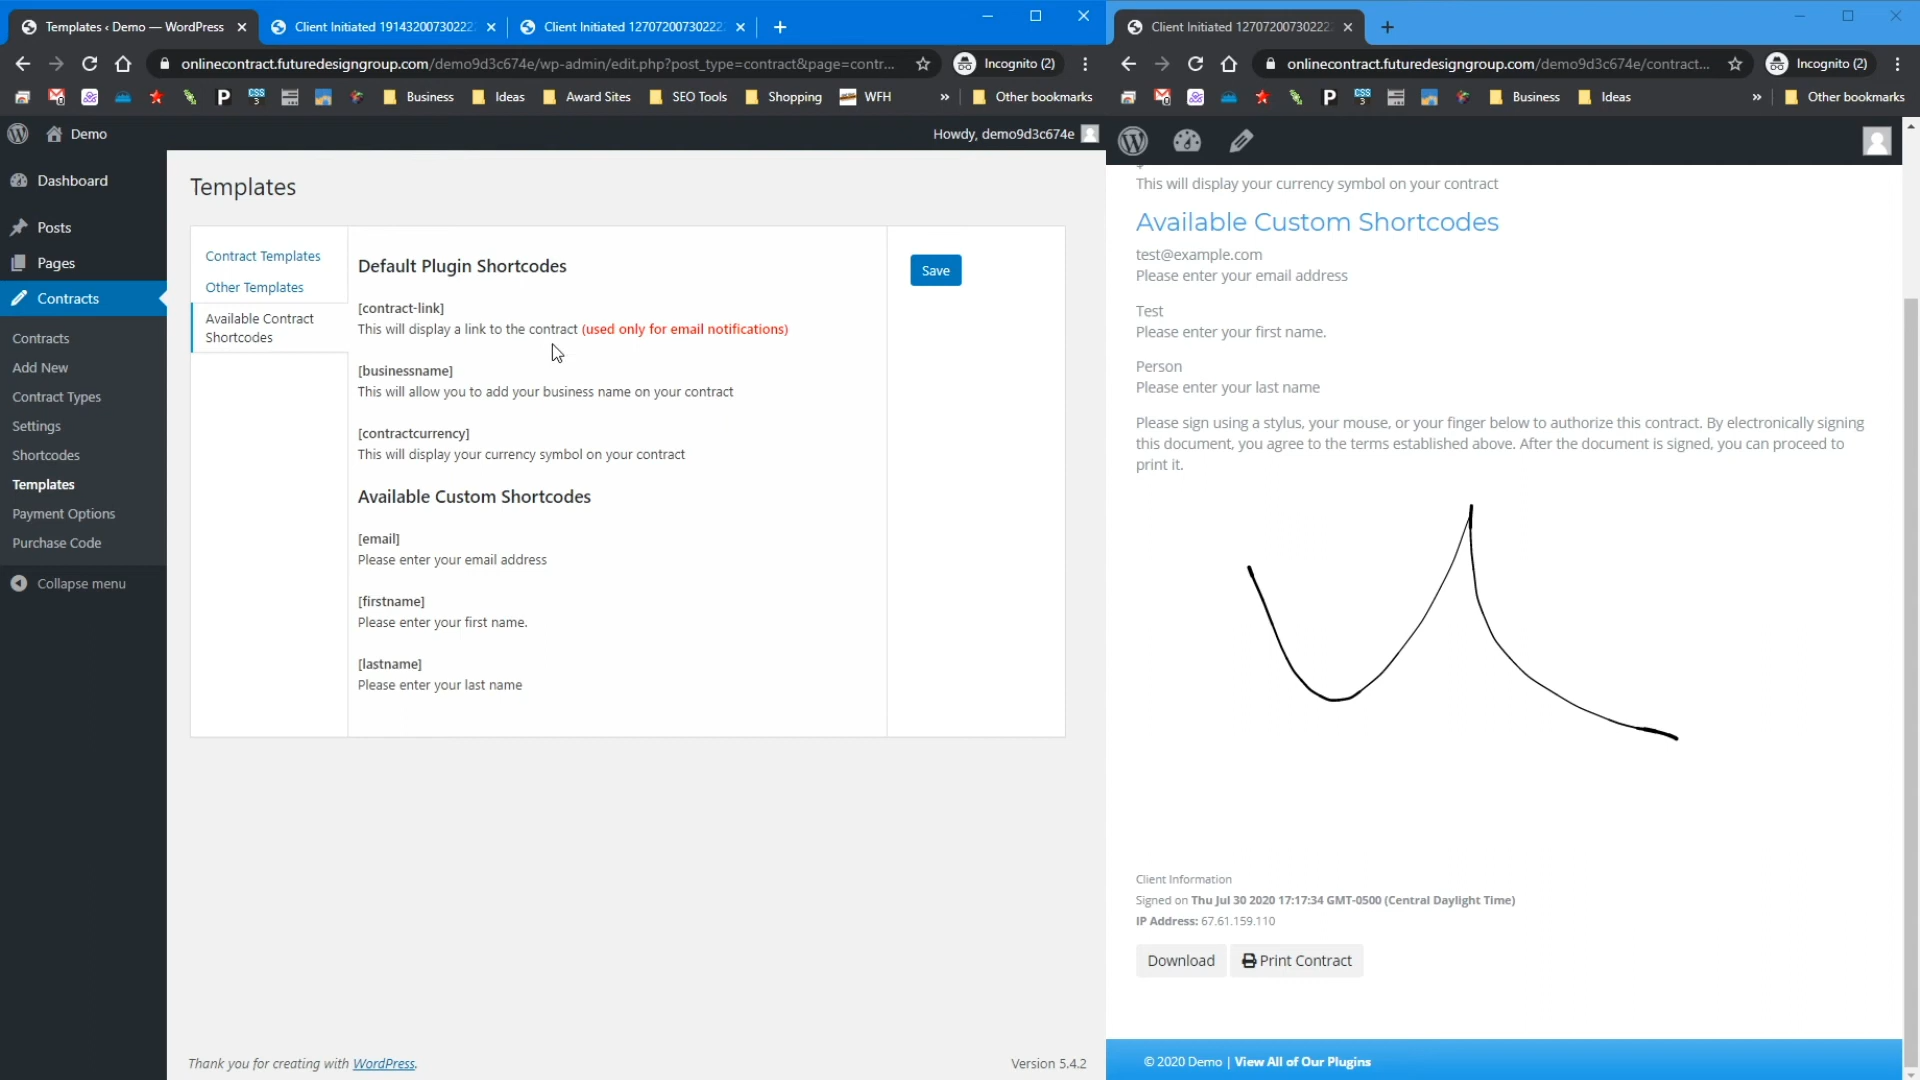 Templates ‹ Demo — WordPress
Client Initiated 1914320073022
Client Initiated 12707200730222
onlinecontract.futuredesigngroup.com/demo9d3c674e/wp-admin/edit.php?post_type=contract&page=contr...
Incognito (2)
Business
Ideas
Award Sites
SEO Tools
Shopping
WFH
»
Other bookmarks
Demo
Howdy, demo9d3c674e
Dashboard
Posts
Pages
Contracts
Contracts
Add New
Contract Types
Settings
Shortcodes
Templates
Payment Options
Purchase Code
Collapse menu
Templates
Contract Templates
Other Templates
Available Contract
Shortcodes
Default Plugin Shortcodes
[contract-link]
This will display a link to the contract (used only for email notifications)
[businessname]
This will allow you to add your business name on your contract
[contractcurrency]
This will display your currency symbol on your contract
Available Custom Shortcodes
[email]
Please enter your email address
[firstname]
Please enter your first name.
[lastname]
Please enter your last name
Save
Thank you for creating with WordPress.
Version 5.4.2
Client Initiated 127072007302222
onlinecontract.futuredesigngroup.com/demo9d3c674e/contract...
Incognito (2)
Business
Ideas
»
Other bookmarks
This will display your currency symbol on your contract
Available Custom Shortcodes
test@example.com
Please enter your email address
Test
Please enter your first name.
Person
Please enter your last name
Please sign using a stylus, your mouse, or your finger below to authorize this contract. By electronically signing
this document, you agree to the terms established above. After the document is signed, you can proceed to
print it.
Client Information
Signed on Thu Jul 30 2020 17:17:34 GMT-0500 (Central Daylight Time)
IP Address: 67.61.159.110
Download
Print Contract
© 2020 Demo | View All of Our Plugins